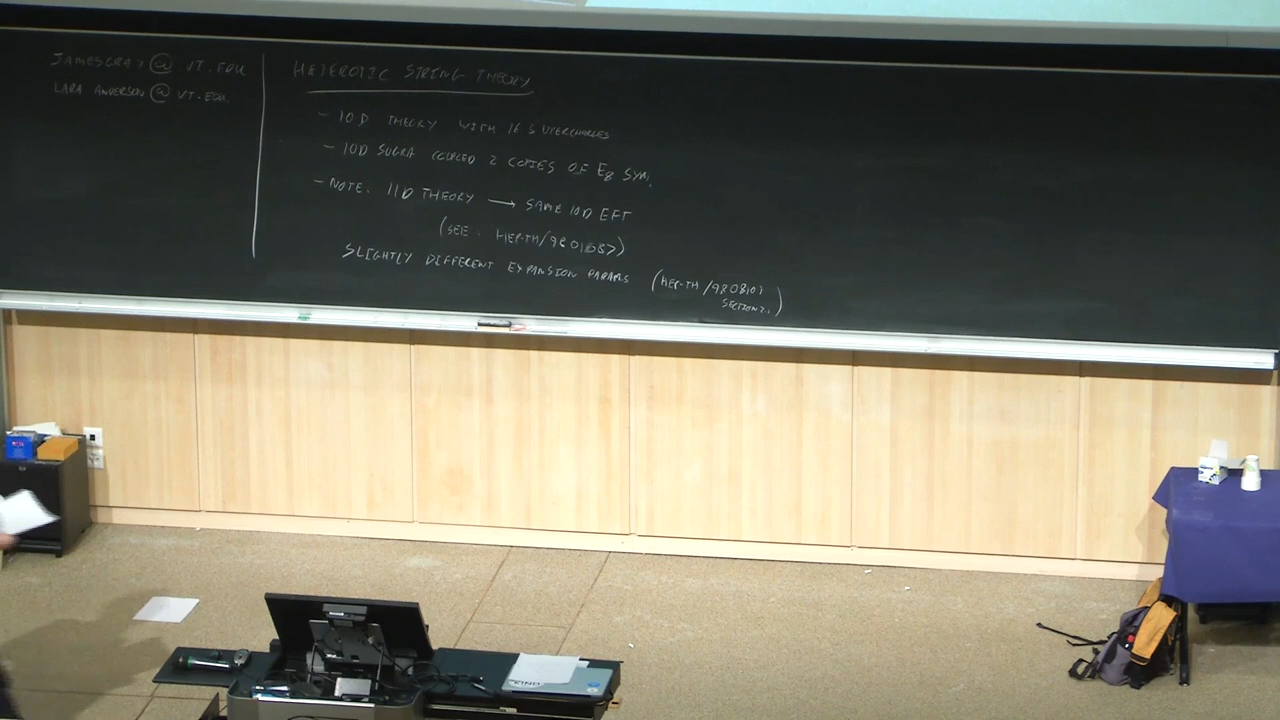 JAMESGRAY@VT.EDU
LARA ANDERSON@VT.EDU.
HETEROTIC STRING THEORY
- 10D THEORY WITH 16 SUPERCHARGES
- 10D SUGRA COUPLED 2 COPIES OF E8 SYM.
- NOTE: 11D THEORY → SAME 10D EFT
(SEE: HEP-TH/9801087)
SLIGHTLY DIFFERENT EXPANSION PARAMS (HEP-TH/9808101
SECTION 2.)